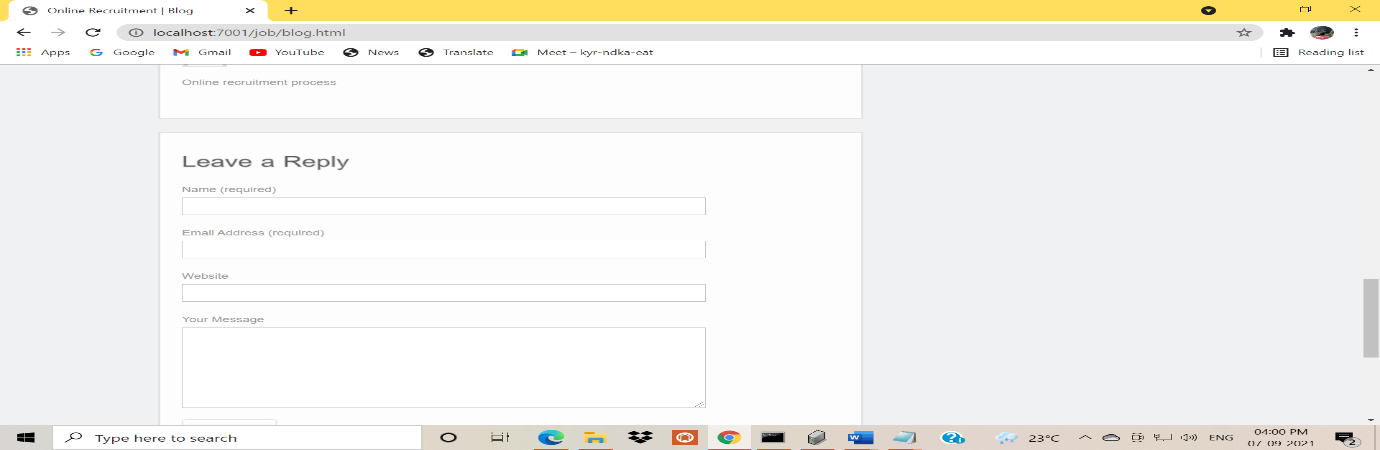 Online Recruitment | Blog
localhost:7001/job/blog.html
Apps Google Gmail YouTube News Translate Meet – kyr-ndka-eat Reading list
Online recruitment process
Leave a Reply
Name (required)
Email Address (required)
Website
Your Message
Type here to search
23°C ENG 04:00 PM
07-09-2021
2